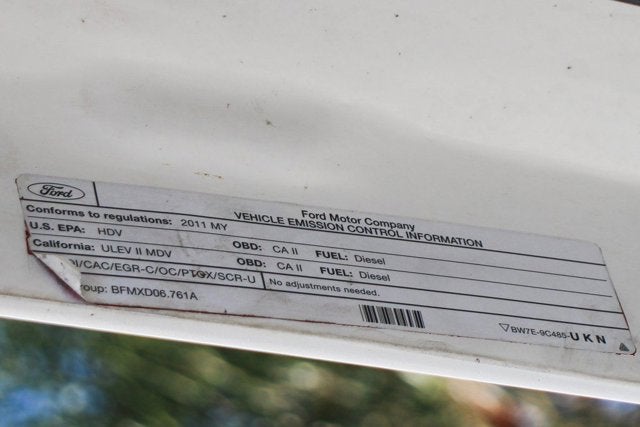 Ford
Ford Motor Company
VEHICLE EMISSION CONTROL INFORMATION
Conforms to regulations: 2011 MY
U.S. EPA: HDV OBD: CA II FUEL: Diesel
California: ULEV II MDV OBD: CA II FUEL: Diesel
DI/CAC/EGR-C/OC/PTOX/SCR-U No adjustments needed.
oup: BFMXD06.761A
BW7E-9C485-UKN